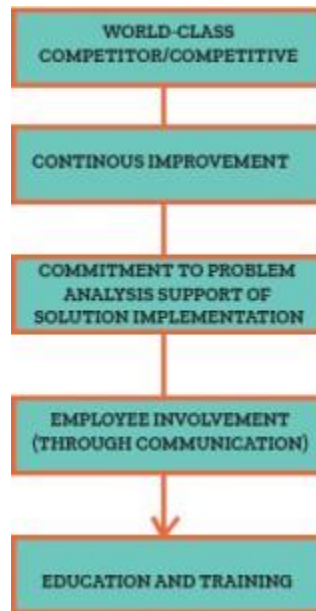 WORLD-CLASS
COMPETITOR/COMPETITIVE
CONTINOUS IMPROVEMENT
COMMITMENT TO PROBLEM
ANALYSIS SUPPORT OF
SOLUTION IMPLEMENTATION
EMPLOYEE INVOLVEMENT
(THROUGH COMMUNICATION)
EDUCATION AND TRAINING